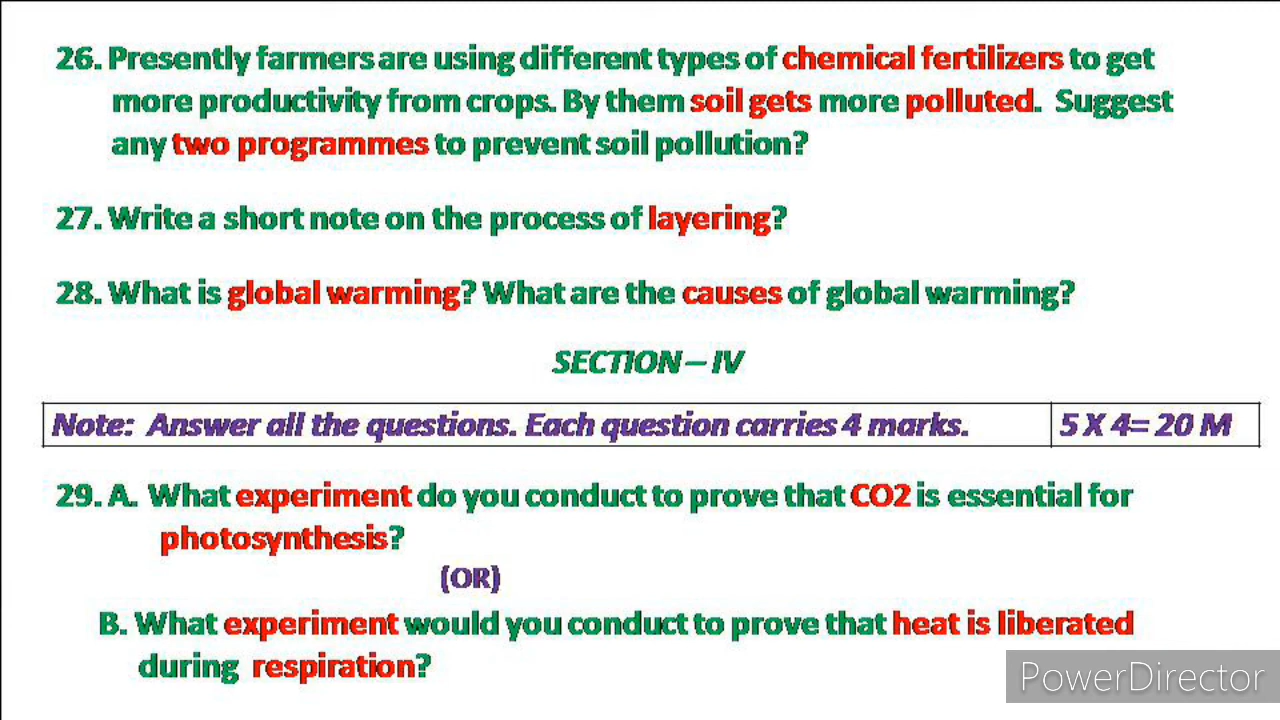 26. Presently farmers are using different types of chemical fertilizers to get
more productivity from crops. By them soil gets more polluted. Suggest
any two programmes to prevent soil pollution?
27. Write a short note on the process of layering?
28. What is global warming? What are the causes of global warming?
SECTION – IV
Note: Answer all the questions. Each question carries 4 marks. 5 X 4= 20 M
29. A. What experiment do you conduct to prove that CO2 is essential for
photosynthesis?
(OR)
B. What experiment would you conduct to prove that heat is liberated
during respiration?
PowerDirector